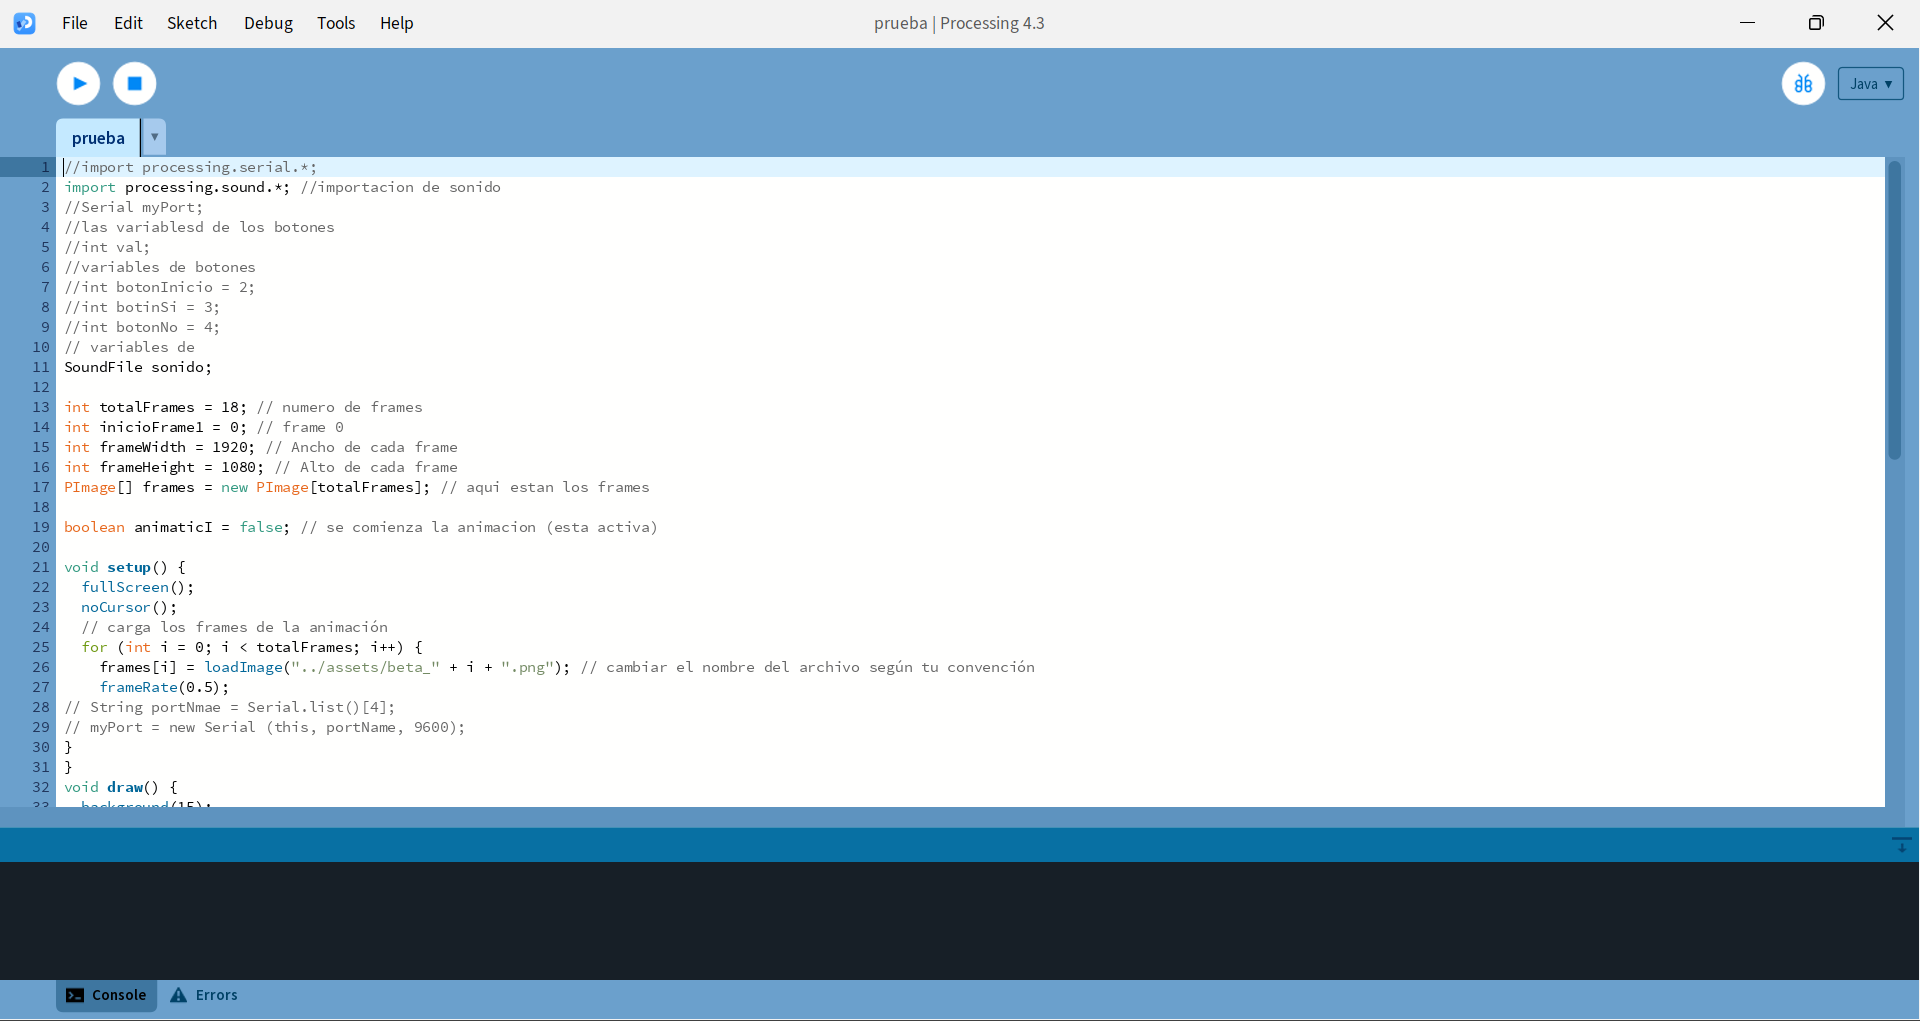 File Edit Sketch Debug Tools Help prueba | Processing 4.3
Java ▾
prueba ▾
1 //import processing.serial.*;
2 import processing.sound.*; //importacion de sonido
3 //Serial myPort;
4 //las variablesd de los botones
5 //int val;
6 //variables de botones
7 //int botonInicio = 2;
8 //int botinSi = 3;
9 //int botonNo = 4;
10 // variables de
11 SoundFile sonido;
12
13 int totalFrames = 18; // numero de frames
14 int inicioFrame1 = 0; // frame 0
15 int frameWidth = 1920; // Ancho de cada frame
16 int frameHeight = 1080; // Alto de cada frame
17 PImage[] frames = new PImage[totalFrames]; // aqui estan los frames
18
19 boolean animaticI = false; // se comienza la animacion (esta activa)
20
21 void setup() {
22 fullScreen();
23 noCursor();
24 // carga los frames de la animación
25 for (int i = 0; i < totalFrames; i++) {
26 frames[i] = loadImage("../assets/beta_" + i + ".png"); // cambiar el nombre del archivo según tu convención
27 frameRate(0.5);
28 // String portNmae = Serial.list()[4];
29 // myPort = new Serial (this, portName, 9600);
30 }
31 }
32 void draw() {
33 background(15);
Console Errors